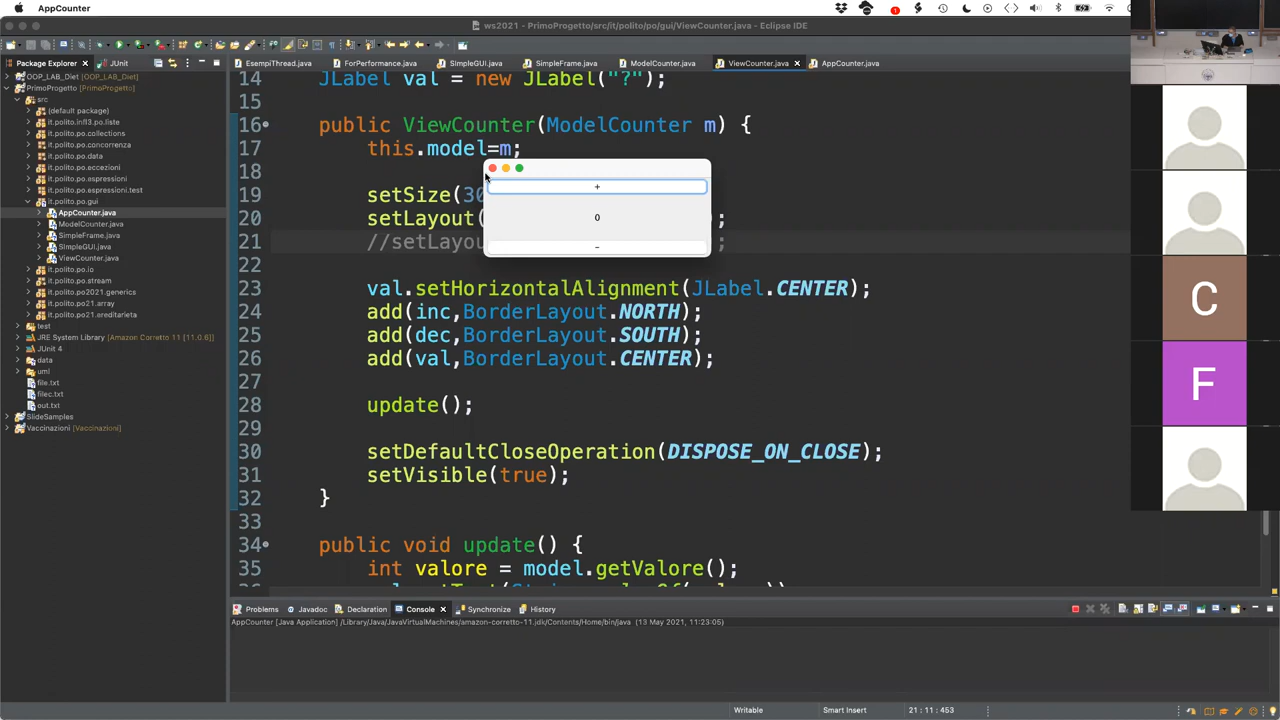 AppCounter
ws2021 - PrimoProgetto/src/it/polito/po/gui/ViewCounter.java - Eclipse IDE
Package Explorer
JUnit
EsempiThread.java
ForPerformance.java
SImpleGUI.java
SimpleFrame.java
ModelCounter.java
ViewCounter.java
AppCounter.java
OOP_LAB_Diet [OOP_LAB_Diet]
PrimoProgetto [PrimoProgetto]
src
(default package)
it.polito.inf13.po.liste
it.polito.po.collections
it.polito.po.concorrenza
it.polito.po.data
it.polito.po.eccezioni
it.polito.po.espressioni
it.polito.po.espressioni.test
it.polito.po.gui
AppCounter.java
ModelCounter.java
SimpleFrame.java
SImpleGUI.java
ViewCounter.java
it.polito.po.io
it.polito.po.stream
it.polito.po2021.generics
it.polito.po21.array
it.polito.po21.ereditarieta
test
JRE System Library [Amazon Corretto 11 [11.0.6]]
JUnit 4
data
uml
file.txt
filec.txt
out.txt
SlideSamples
Vaccinazioni [Vaccinazioni]
14 JLabel val = new JLabel("?");
15
16 public ViewCounter(ModelCounter m) {
17 this.model=m;
18
19 setSize(30
20 setLayout( ;
21 //setLayou ;
22
23 val.setHorizontalAlignment(JLabel.CENTER);
24 add(inc,BorderLayout.NORTH);
25 add(dec,BorderLayout.SOUTH);
26 add(val,BorderLayout.CENTER);
27
28 update();
29
30 setDefaultCloseOperation(DISPOSE_ON_CLOSE);
31 setVisible(true);
32 }
33
34 public void update() {
35 int valore = model.getValore();
+
0
-
C
F
Problems
Javadoc
Declaration
Console
Synchronize
History
AppCounter [Java Application] /Library/Java/JavaVirtualMachines/amazon-corretto-11.jdk/Contents/Home/bin/java (13 May 2021, 11:23:05)
Writable
Smart Insert
21 : 11 : 453